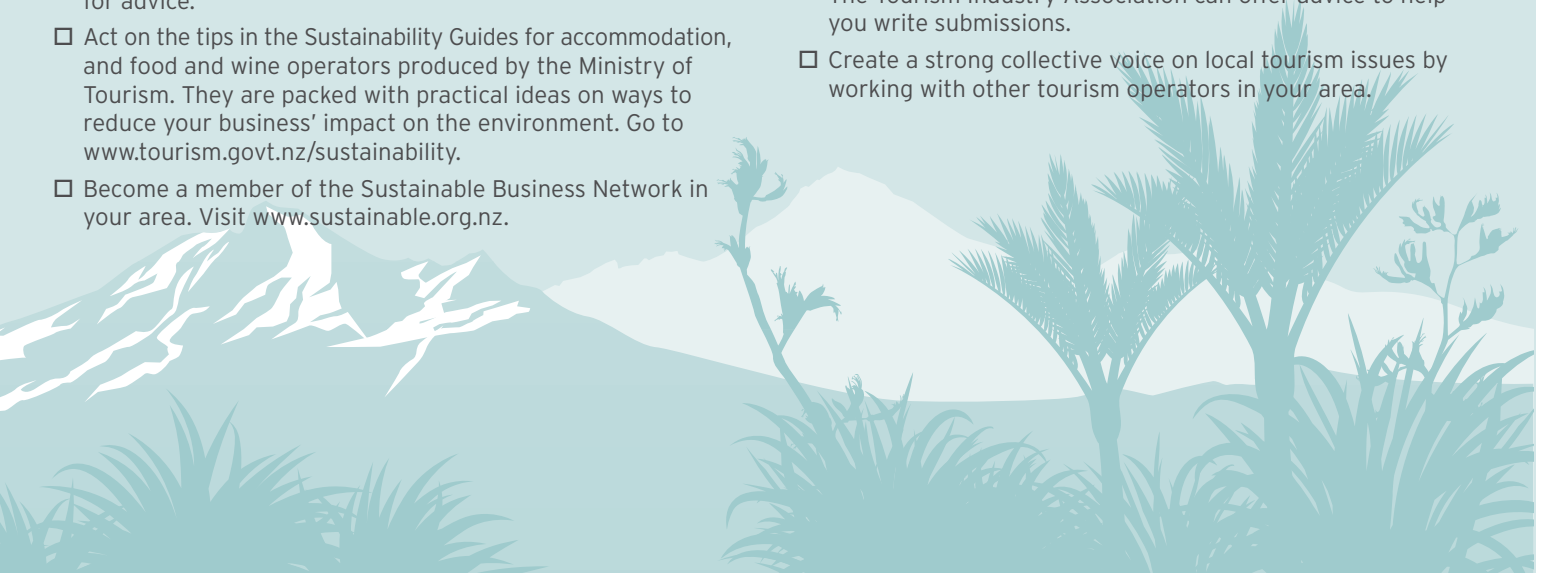 for advice.
☐ Act on the tips in the Sustainability Guides for accommodation,
and food and wine operators produced by the Ministry of
Tourism. They are packed with practical ideas on ways to
reduce your business’ impact on the environment. Go to
www.tourism.govt.nz/sustainability.
☐ Become a member of the Sustainable Business Network in
your area. Visit www.sustainable.org.nz.
The Tourism Industry Association can offer advice to help
you write submissions.
☐ Create a strong collective voice on local tourism issues by
working with other tourism operators in your area.